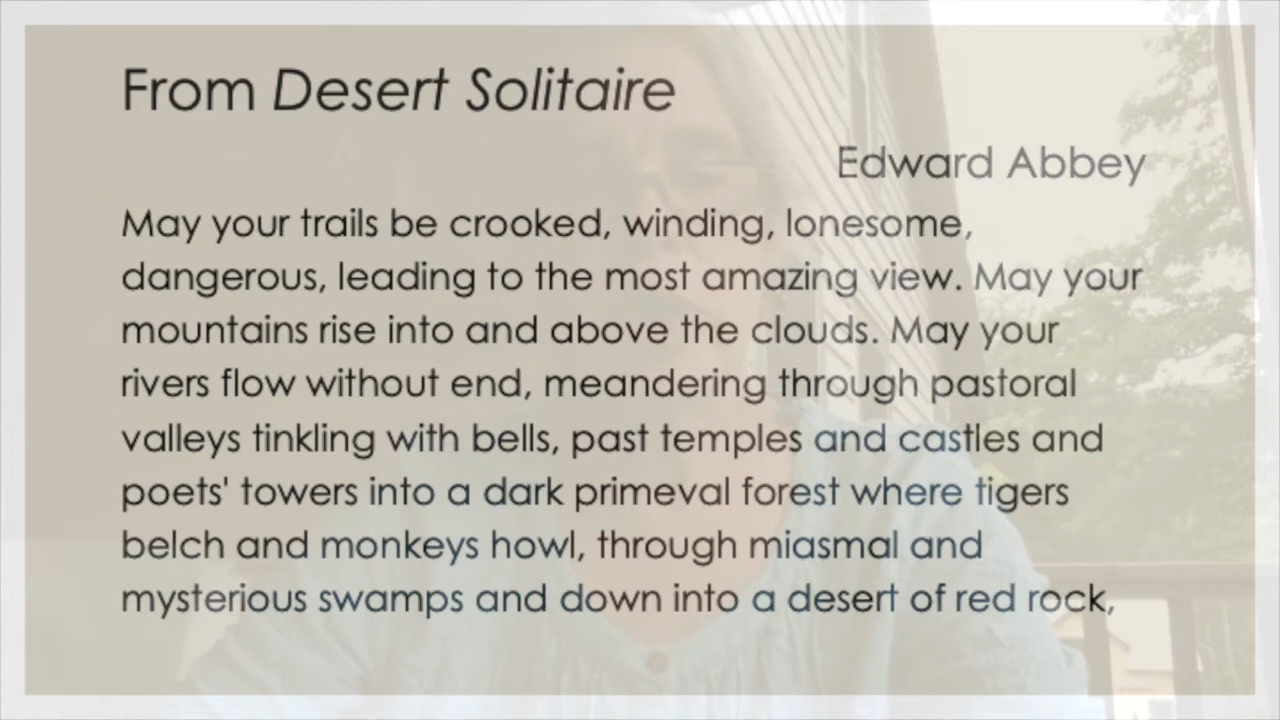 From Desert Solitaire
Edward Abbey
May your trails be crooked, winding, lonesome,
dangerous, leading to the most amazing view. May your
mountains rise into and above the clouds. May your
rivers flow without end, meandering through pastoral
valleys tinkling with bells, past temples and castles and
poets' towers into a dark primeval forest where tigers
belch and monkeys howl, through miasmal and
mysterious swamps and down into a desert of red rock,